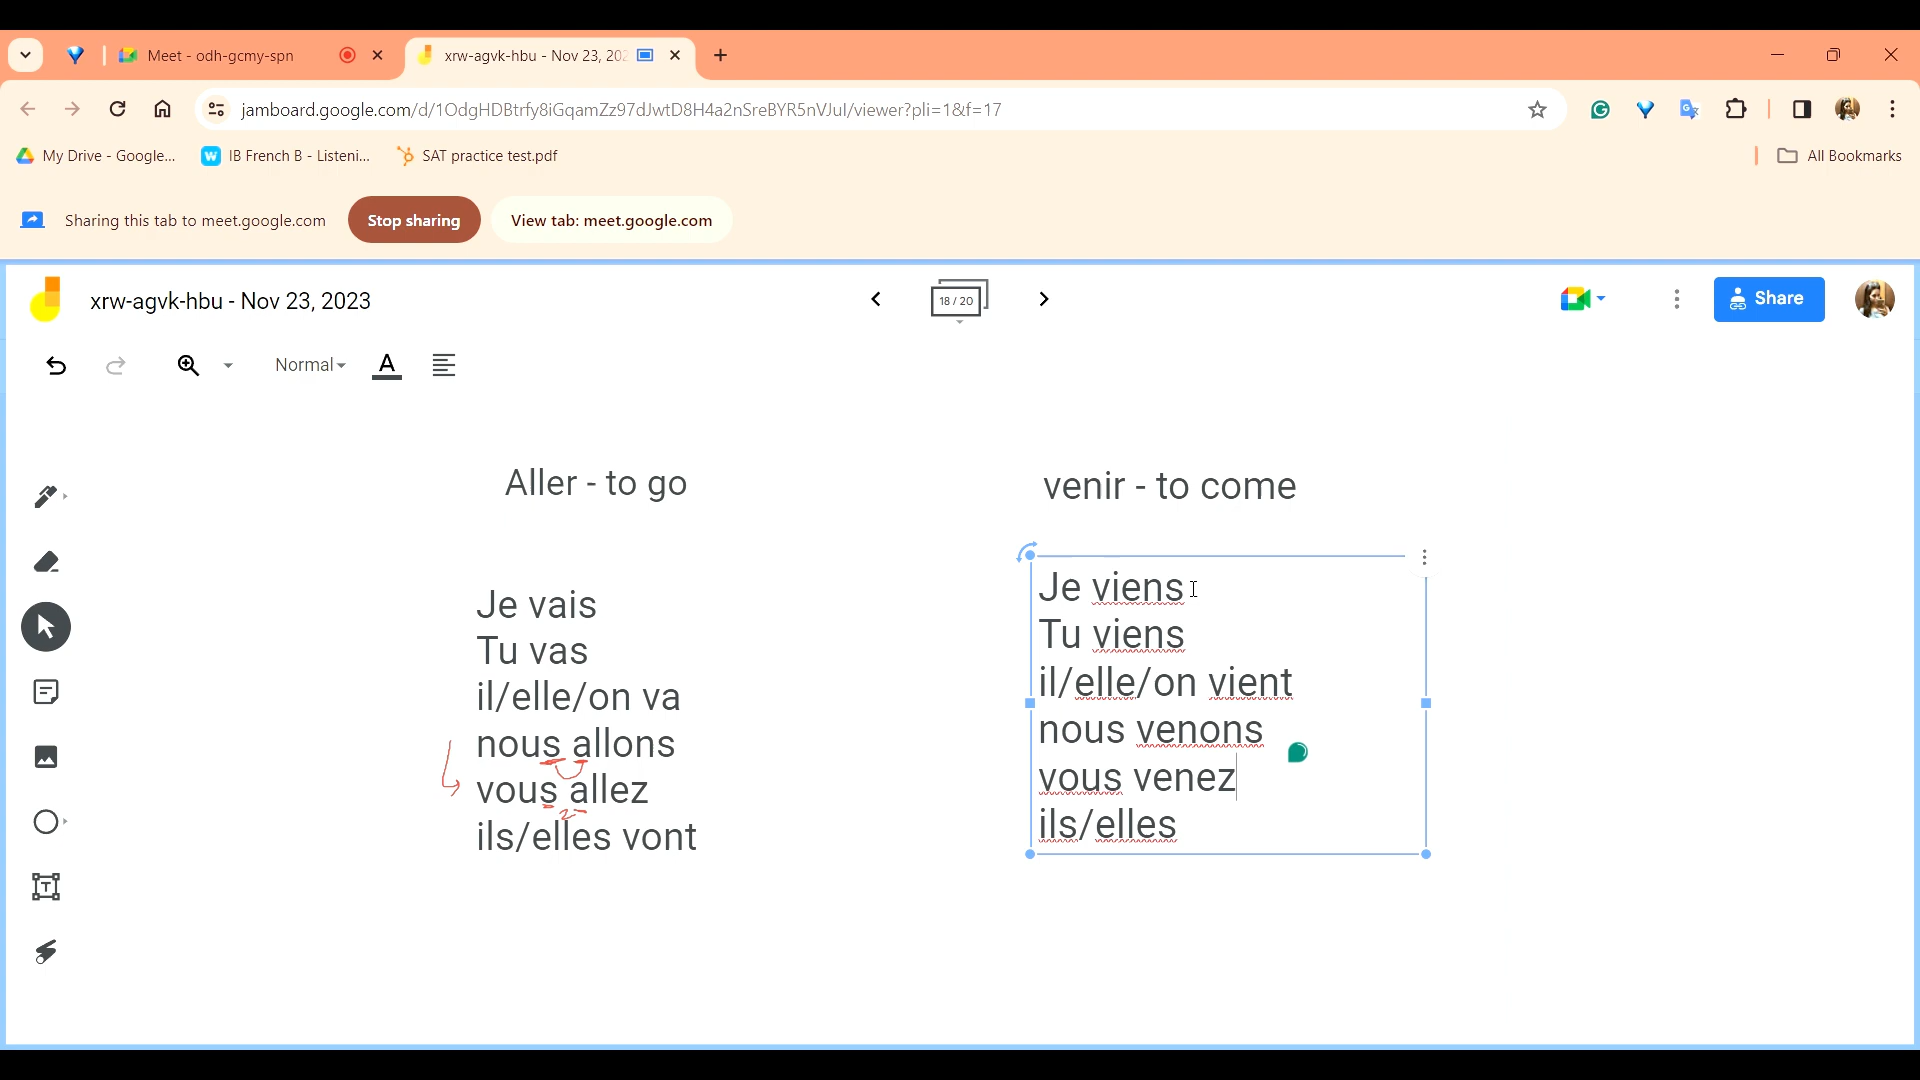 Meet - odh-gcmy-spn
xrw-agvk-hbu - Nov 23, 202
jamboard.google.com/d/1OdgHDBtrfy8iGqamZz97dJwtD8H4a2nSreBYR5nVJuI/viewer?pli=1&f=17
My Drive - Google...
IB French B - Listeni...
SAT practice test.pdf
All Bookmarks
Sharing this tab to meet.google.com
Stop sharing
View tab: meet.google.com
xrw-agvk-hbu - Nov 23, 2023
18 / 20
Share
Normal
Aller - to go
Je vais
Tu vas
il/elle/on va
nous allons
vous allez
ils/elles vont
venir - to come
Je viens
Tu viens
il/elle/on vient
nous venons
vous venez
ils/elles